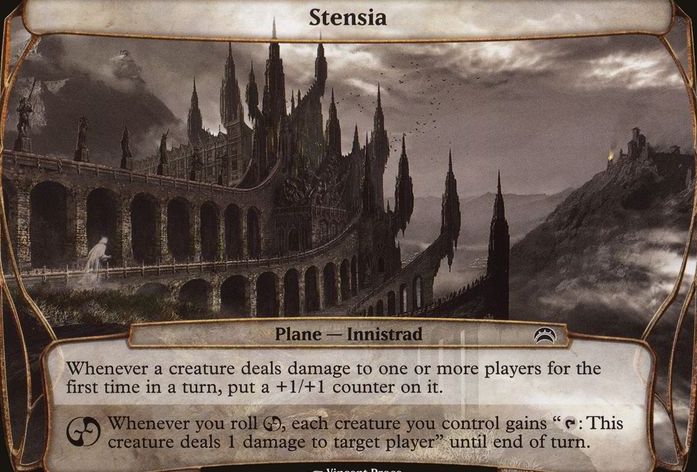 Stensia
Plane — Innistrad
Whenever a creature deals damage to one or more players for the
first time in a turn, put a +1/+1 counter on it.
Whenever you roll , each creature you control gains “ : This
creature deals 1 damage to target player” until end of turn.